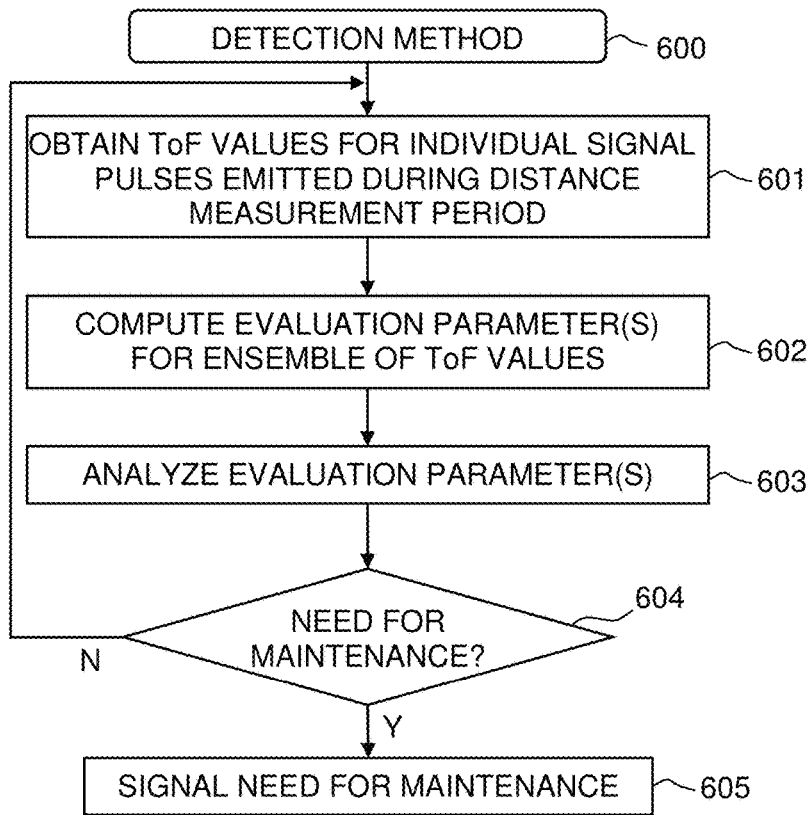 DETECTION METHOD
600
OBTAIN ToF VALUES FOR INDIVIDUAL SIGNAL
PULSES EMITTED DURING DISTANCE
MEASUREMENT PERIOD
601
COMPUTE EVALUATION PARAMETER(S)
FOR ENSEMBLE OF ToF VALUES
602
ANALYZE EVALUATION PARAMETER(S)
603
NEED FOR
MAINTENANCE?
604
N
Y
SIGNAL NEED FOR MAINTENANCE
605